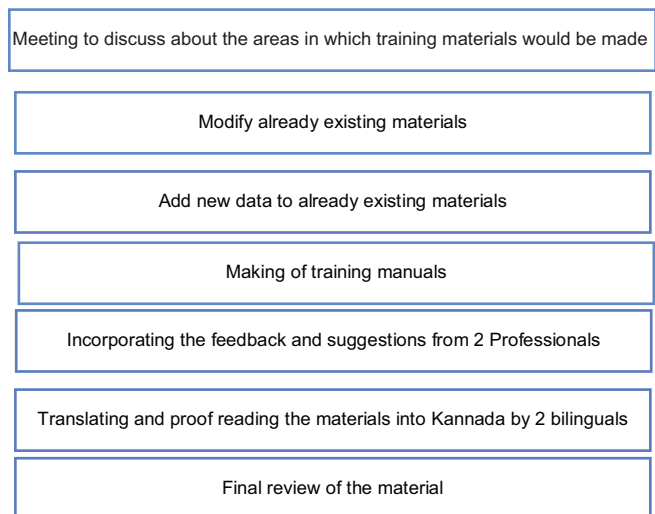 Meeting to discuss about the areas in which training materials would be made
Modify already existing materials
Add new data to already existing materials
Making of training manuals
Incorporating the feedback and suggestions from 2 Professionals
Translating and proof reading the materials into Kannada by 2 bilinguals
Final review of the material